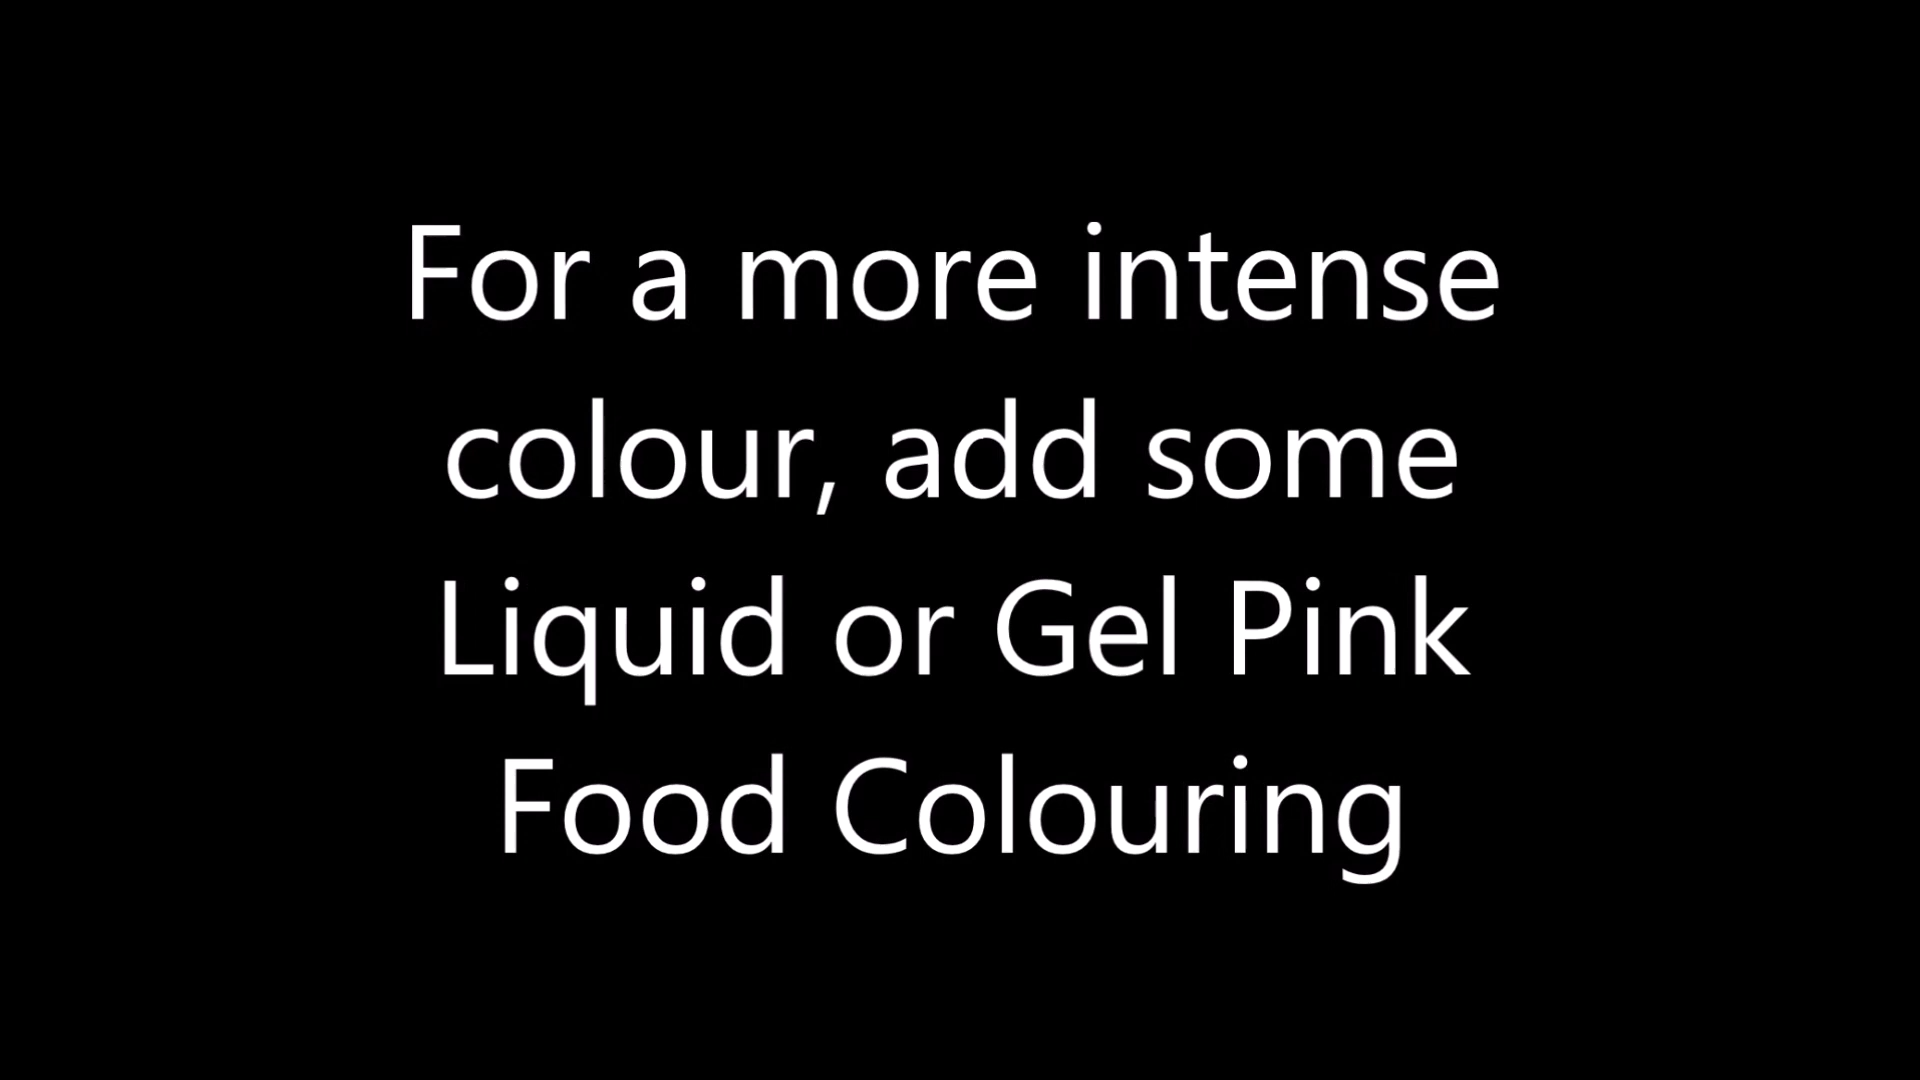 For a more intense
colour, add some
Liquid or Gel Pink
Food Colouring